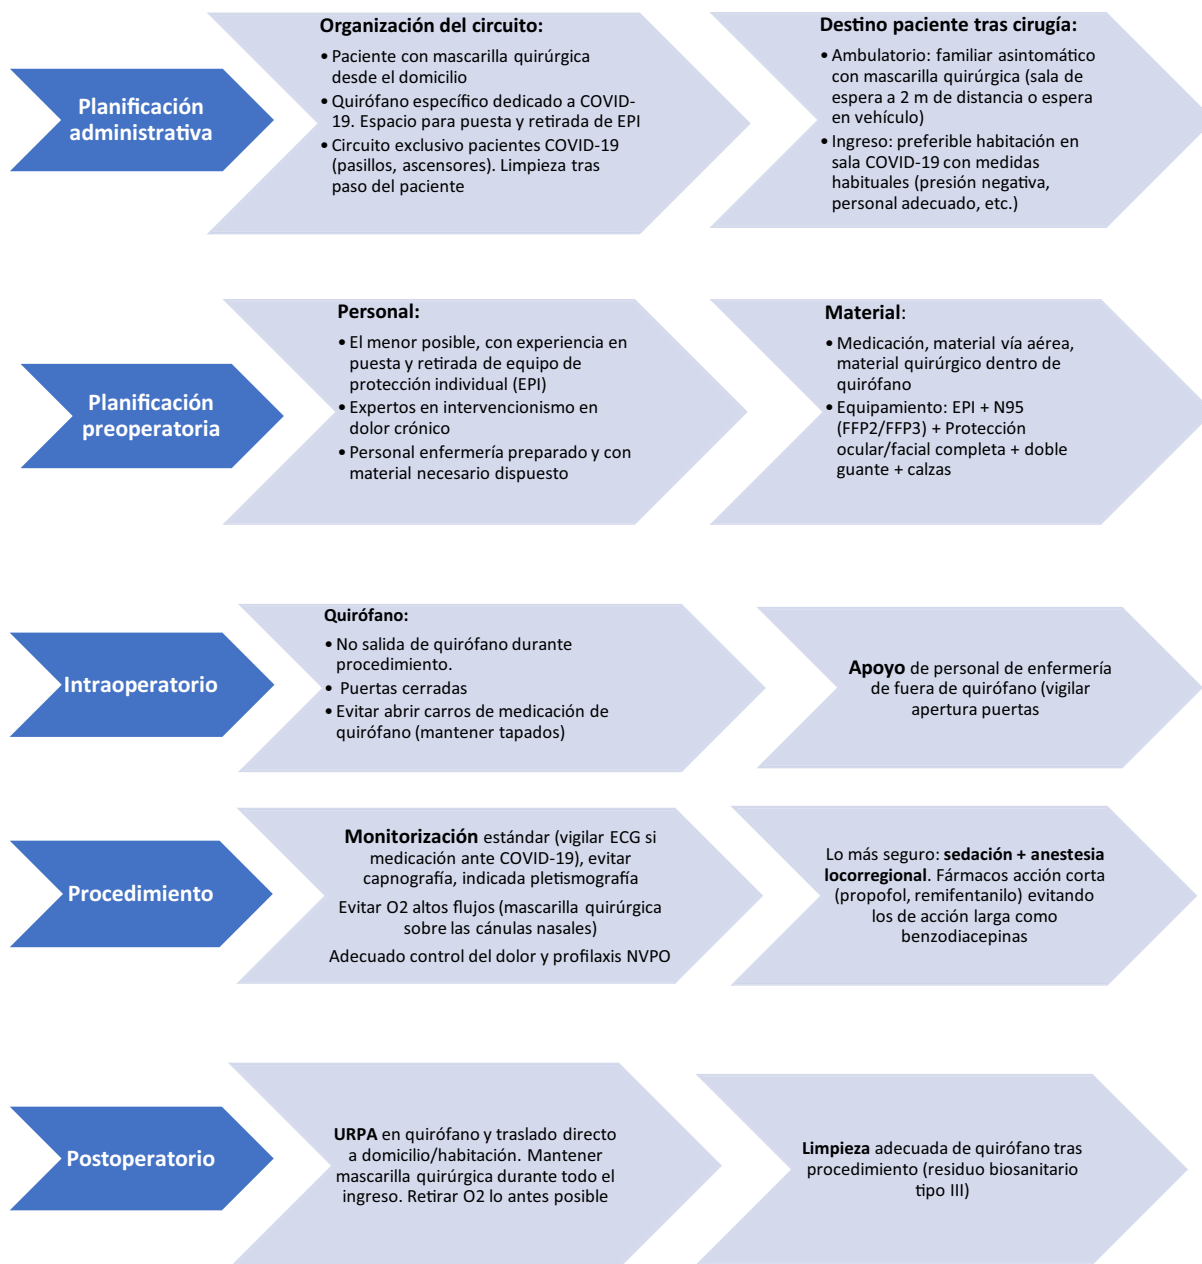 Planificación
administrativa
Organización del circuito:
• Paciente con mascarilla quirúrgica
desde el domicilio
• Quirófano específico dedicado a COVID-
19. Espacio para puesta y retirada de EPI
• Circuito exclusivo pacientes COVID-19
(pasillos, ascensores). Limpieza tras
paso del paciente
Destino paciente tras cirugía:
• Ambulatorio: familiar asintomático
con mascarilla quirúrgica (sala de
espera a 2 m de distancia o espera
en vehículo)
• Ingreso: preferible habitación en
sala COVID-19 con medidas
habituales (presión negativa,
personal adecuado, etc.)
Planificación
preoperatoria
Personal:
• El menor posible, con experiencia en
puesta y retirada de equipo de
protección individual (EPI)
• Expertos en intervencionismo en
dolor crónico
• Personal enfermería preparado y con
material necesario dispuesto
Material:
• Medicación, material vía aérea,
material quirúrgico dentro de
quirófano
• Equipamiento: EPI + N95
(FFP2/FFP3) + Protección
ocular/facial completa + doble
guante + calzas
Intraoperatorio
Quirófano:
• No salida de quirófano durante
procedimiento.
• Puertas cerradas
• Evitar abrir carros de medicación de
quirófano (mantener tapados)
Apoyo de personal de enfermería
de fuera de quirófano (vigilar
apertura puertas
Procedimiento
Monitorización estándar (vigilar ECG si
medicación ante COVID-19), evitar
capnografía, indicada pletismografía
Evitar O2 altos flujos (mascarilla quirúrgica
sobre las cánulas nasales)
Adecuado control del dolor y profilaxis NVPO
Lo más seguro: sedación + anestesia
locorregional. Fármacos acción corta
(propofol, remifentanilo) evitando
los de acción larga como
benzodiacepinas
Postoperatorio
URPA en quirófano y traslado directo
a domicilio/habitación. Mantener
mascarilla quirúrgica durante todo el
ingreso. Retirar O2 lo antes posible
Limpieza adecuada de quirófano tras
procedimiento (residuo biosanitario
tipo III)